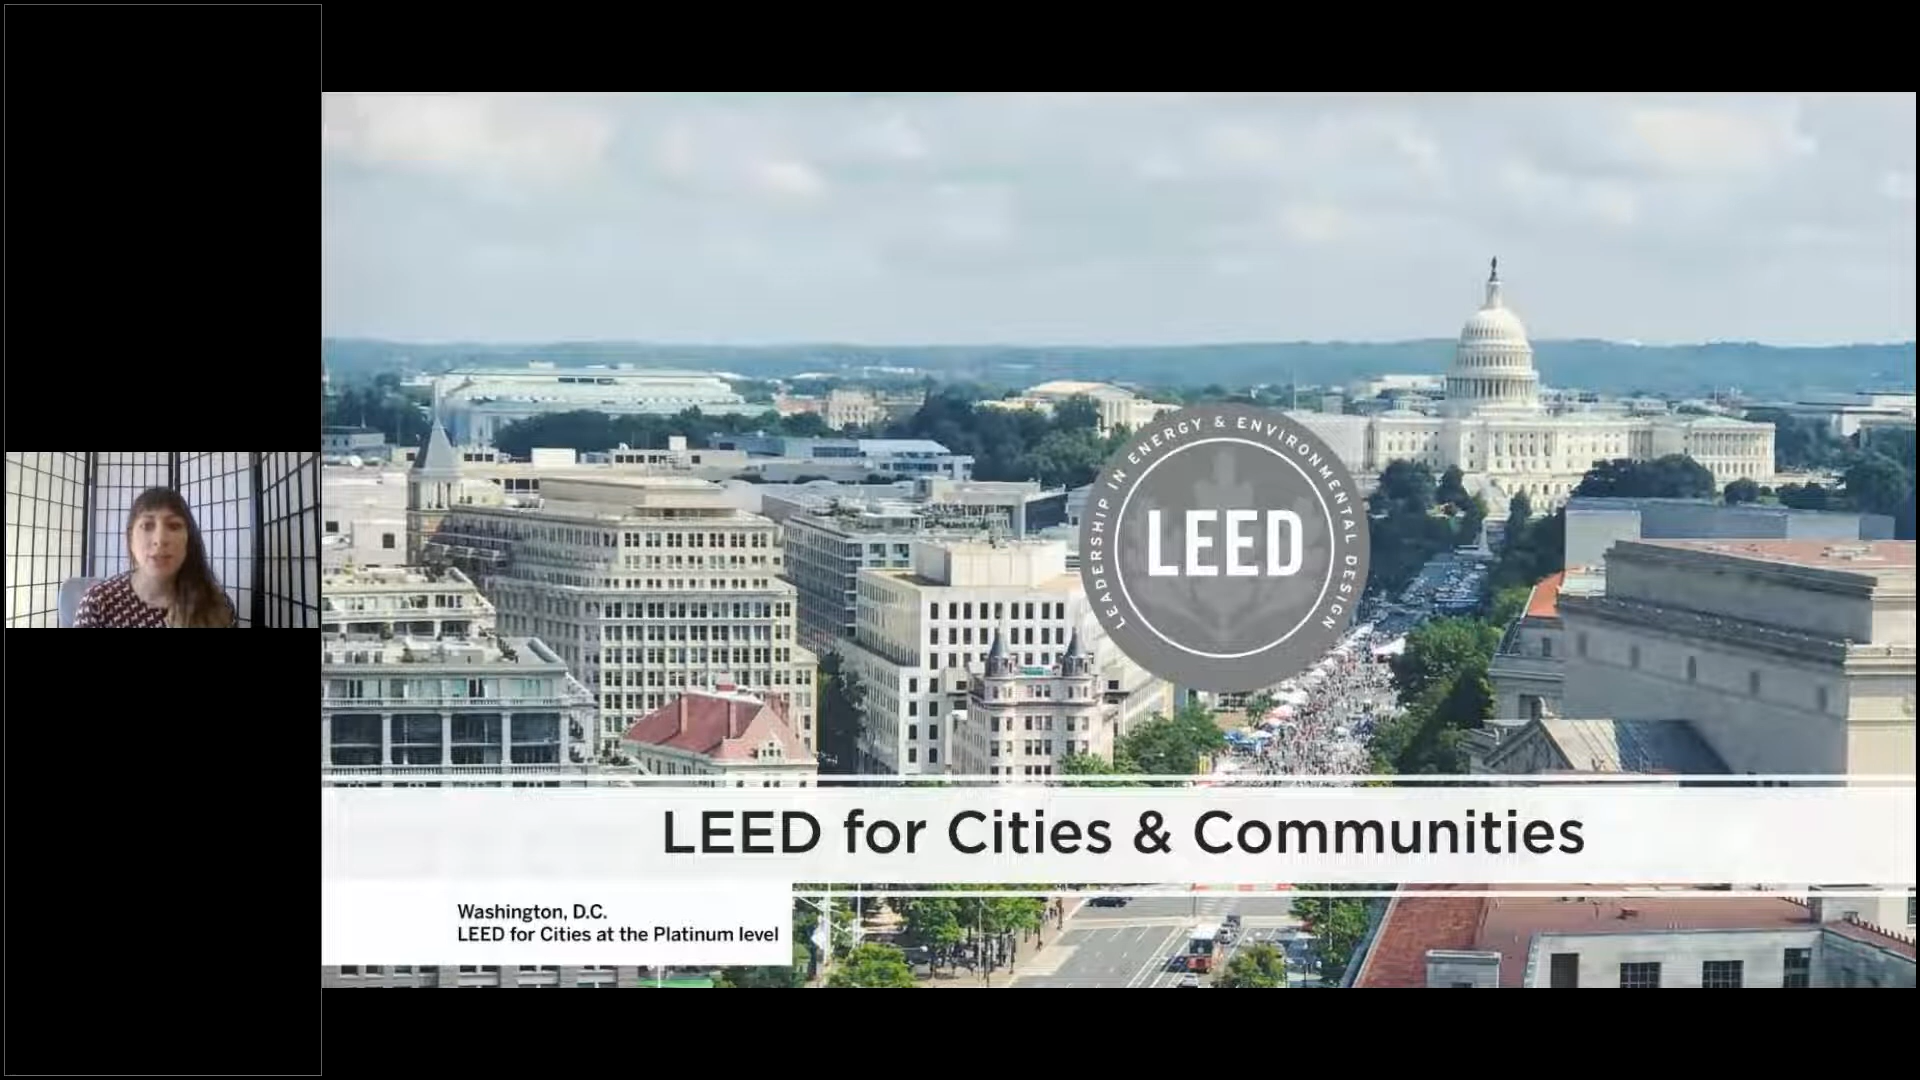 LEADERSHIP IN ENERGY & ENVIRONMENTAL DESIGN
LEED
LEED for Cities & Communities
Washington, D.C.
LEED for Cities at the Platinum level